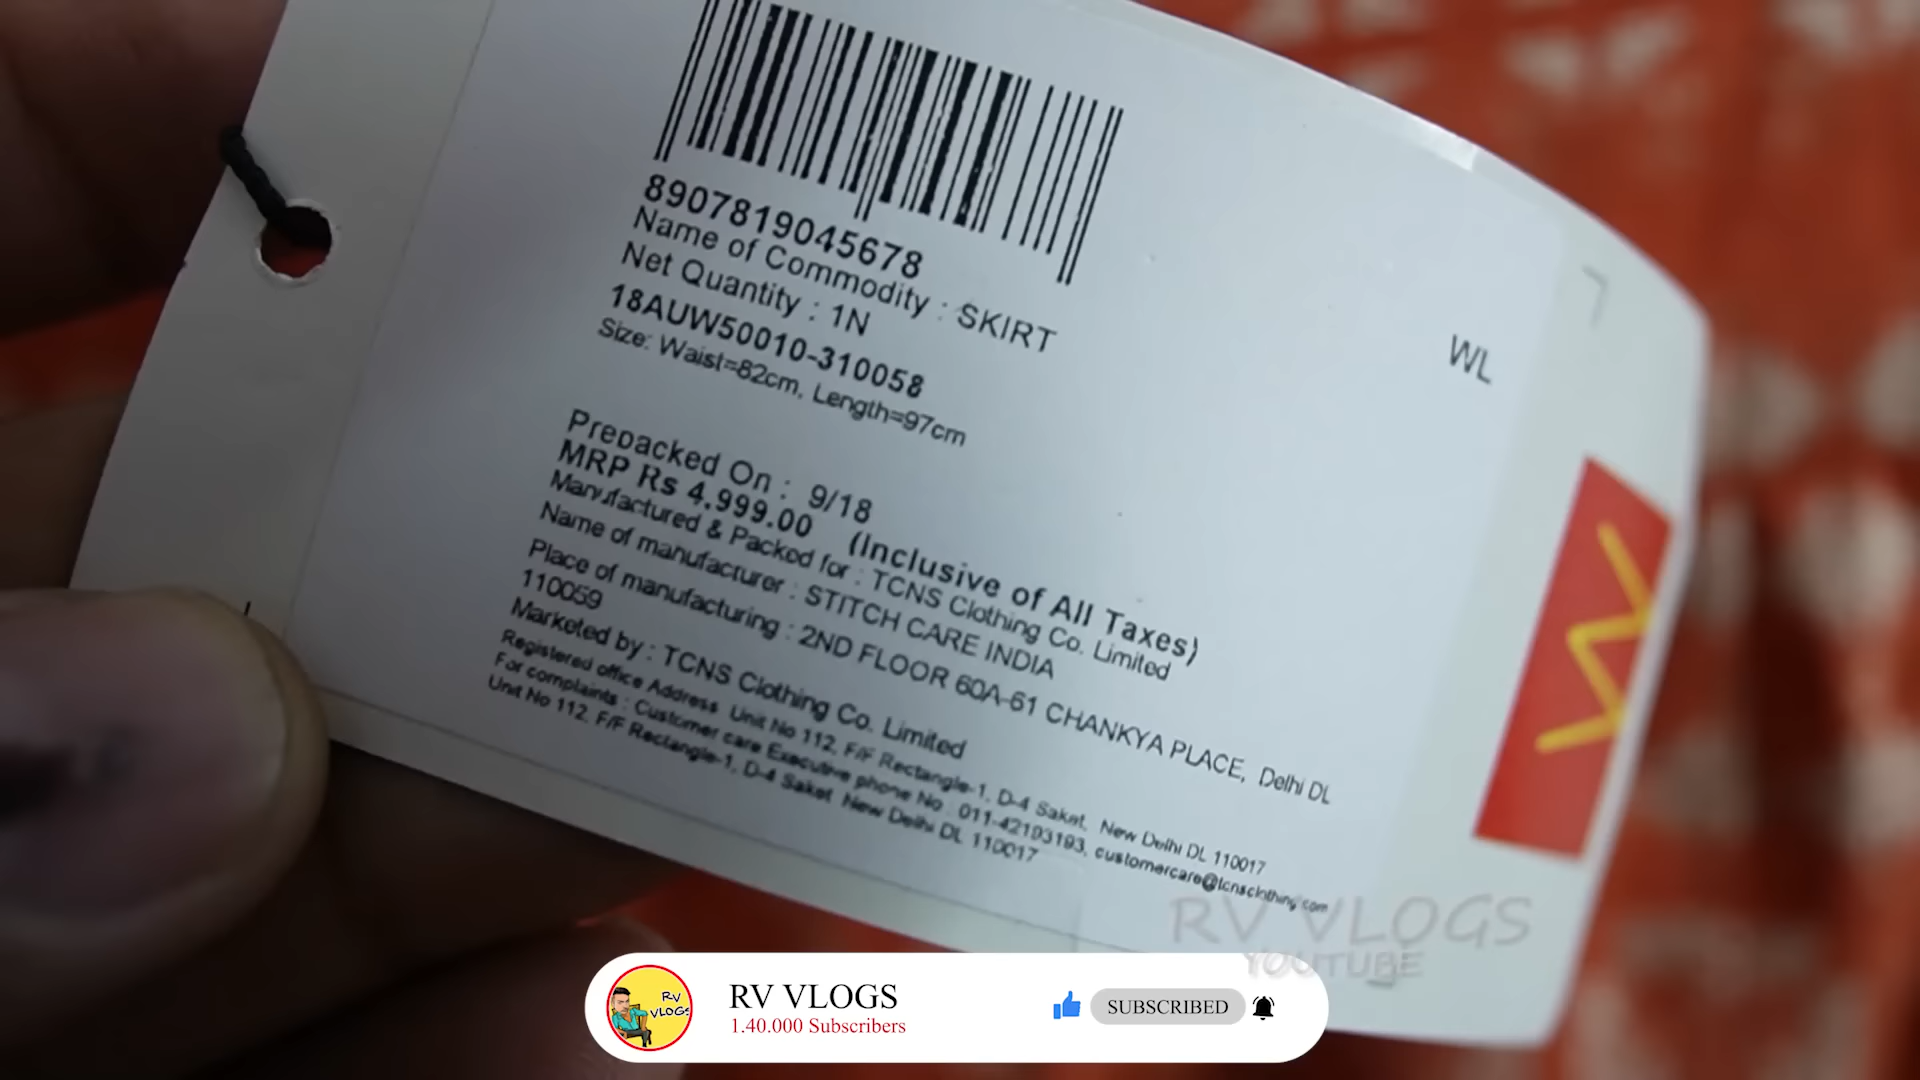 8907819045678
Name of Commodity : SKIRT
Net Quantity : 1N
18AUW50010-310058
Size: Waist=82cm, Length=97cm
WL
Prepacked On : 9/18
MRP Rs 4,999.00 (Inclusive of All Taxes)
Manufactured & Packed for : TCNS Clothing Co. Limited
Name of manufacturer : STITCH CARE INDIA
Place of manufacturing : 2ND FLOOR 60A-61 CHANKYA PLACE, Delhi DL
110059
Marketed by : TCNS Clothing Co. Limited
Registered office Address Unit No 112, F/F Rectangle-1, D-4 Saket, New Delhi DL 110017
For complaints : Customer care Executive phone No : 011-42193193, customercare@tcnsclothing.com
Unit No 112, F/F Rectangle-1, D-4 Saket New Delhi DL 110017
W
RV VLOGS
YOUTUBE
RV
VLOGS
RV VLOGS
1.40.000 Subscribers
SUBSCRIBED